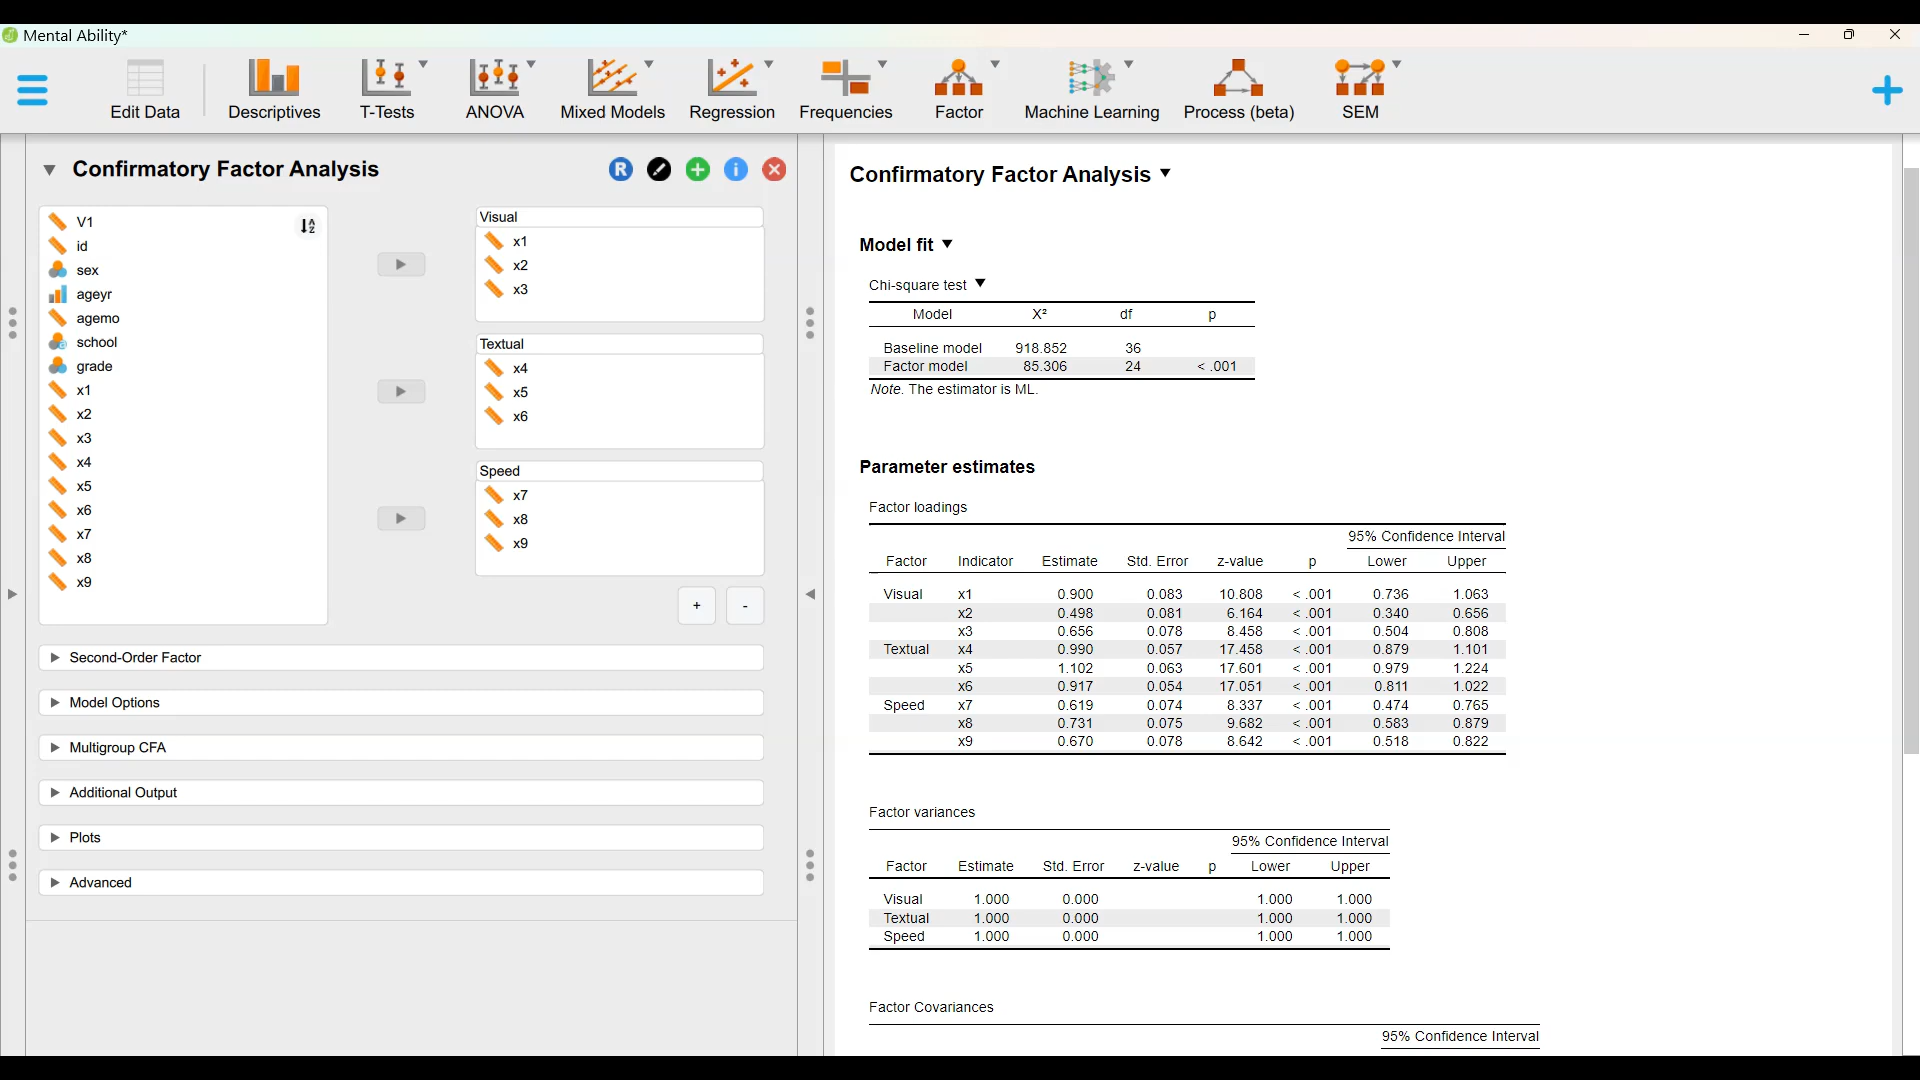 Mental Ability*
Edit Data
Descriptives
T-Tests
ANOVA
Mixed Models
Regression
Frequencies
Factor
Machine Learning
Process (beta)
SEM
Confirmatory Factor Analysis
R
V1
id
sex
ageyr
agemo
school
grade
x1
x2
x3
x4
x5
x6
x7
x8
x9
Visual
x1
x2
x3
Textual
x4
x5
x6
Speed
x7
x8
x9
+ -
Second-Order Factor
Model Options
Multigroup CFA
Additional Output
Plots
Advanced
Confirmatory Factor Analysis
Model fit
Chi-square test
Model X² df p
Baseline model 918.852 36
Factor model 85.306 24 < .001
Note. The estimator is ML.
Parameter estimates
Factor loadings
95% Confidence Interval
Factor Indicator Estimate Std. Error z-value p Lower Upper
Visual x1 0.900 0.083 10.808 < .001 0.736 1.063
x2 0.498 0.081 6.164 < .001 0.340 0.656
x3 0.656 0.078 8.458 < .001 0.504 0.808
Textual x4 0.990 0.057 17.458 < .001 0.879 1.101
x5 1.102 0.063 17.601 < .001 0.979 1.224
x6 0.917 0.054 17.051 < .001 0.811 1.022
Speed x7 0.619 0.074 8.337 < .001 0.474 0.765
x8 0.731 0.075 9.682 < .001 0.583 0.879
x9 0.670 0.078 8.642 < .001 0.518 0.822
Factor variances
95% Confidence Interval
Factor Estimate Std. Error z-value p Lower Upper
Visual 1.000 0.000 1.000 1.000
Textual 1.000 0.000 1.000 1.000
Speed 1.000 0.000 1.000 1.000
Factor Covariances
95% Confidence Interval